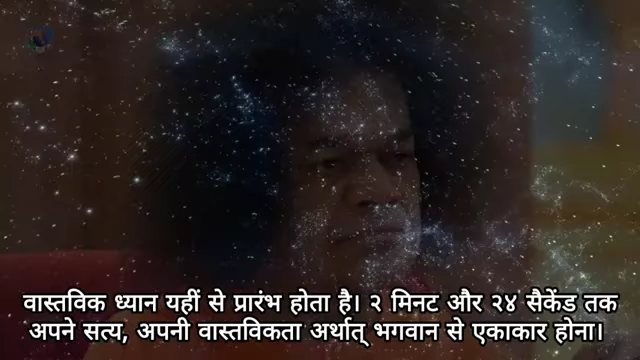 वास्तविक ध्यान यहीं से प्रारंभ होता है। २ मिनट और २४ सैकेंड तक
अपने सत्य, अपनी वास्तविकता अर्थात् भगवान से एकाकार होना।